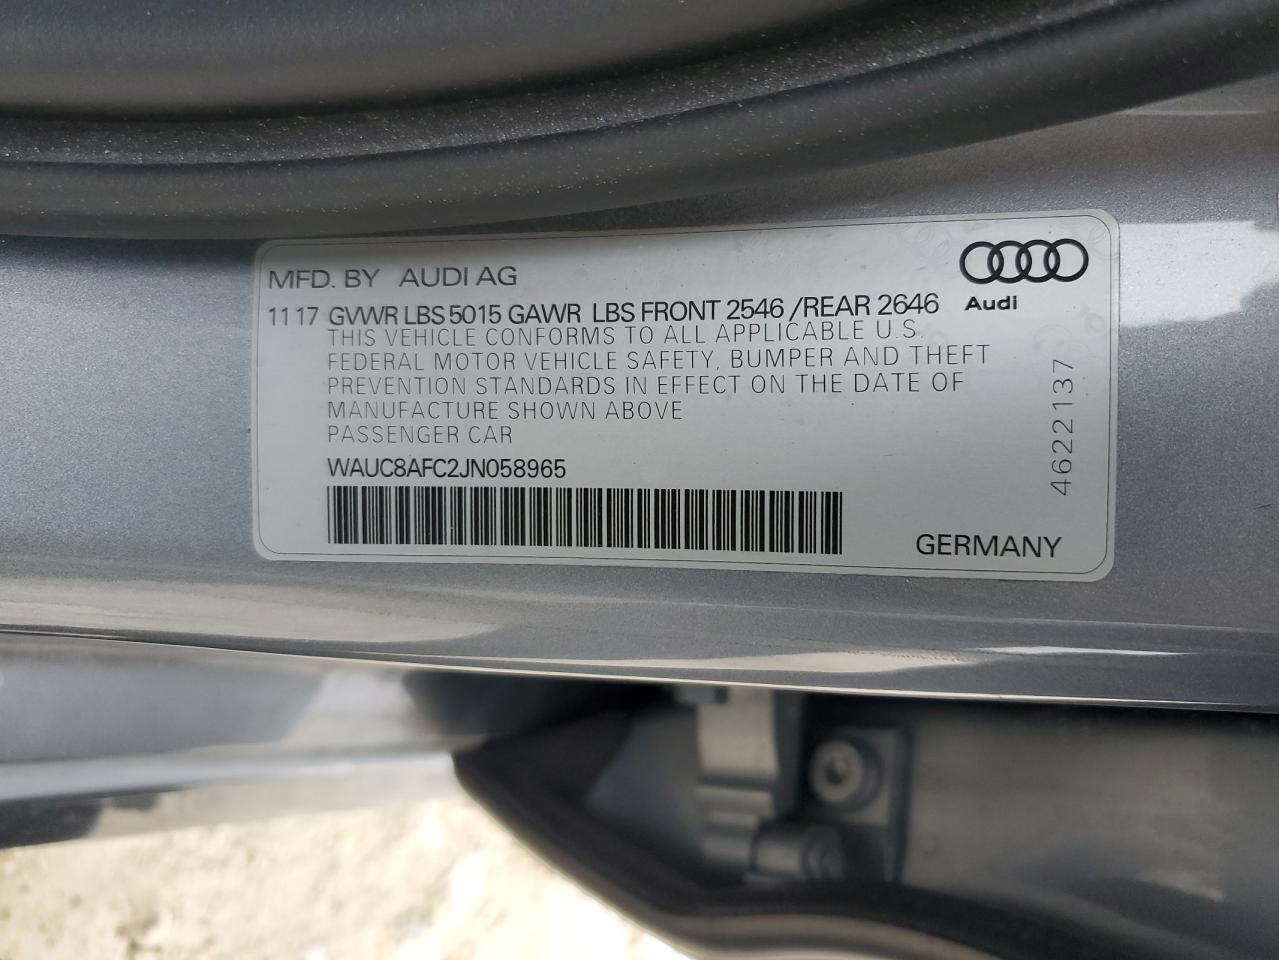 MFD. BY AUDI AG
Audi
11 17 GVWR LBS 5015 GAWR LBS FRONT 2546 /REAR 2646
THIS VEHICLE CONFORMS TO ALL APPLICABLE U.S.
FEDERAL MOTOR VEHICLE SAFETY, BUMPER AND THEFT
PREVENTION STANDARDS IN EFFECT ON THE DATE OF
MANUFACTURE SHOWN ABOVE
PASSENGER CAR
WAUC8AFC2JN058965
4622137
GERMANY